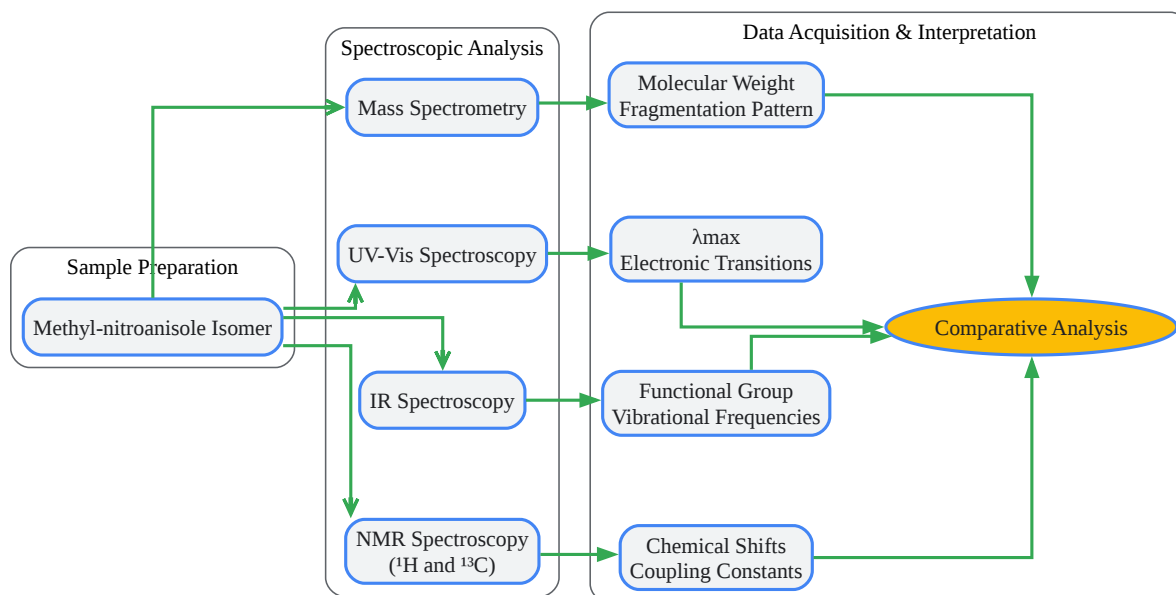 Sample Preparation
Methyl-nitroanisole Isomer
Spectroscopic Analysis
Mass Spectrometry
UV-Vis Spectroscopy
IR Spectroscopy
NMR Spectroscopy
(¹H and ¹³C)
Data Acquisition & Interpretation
Molecular Weight
Fragmentation Pattern
λmax
Electronic Transitions
Functional Group
Vibrational Frequencies
Chemical Shifts
Coupling Constants
Comparative Analysis